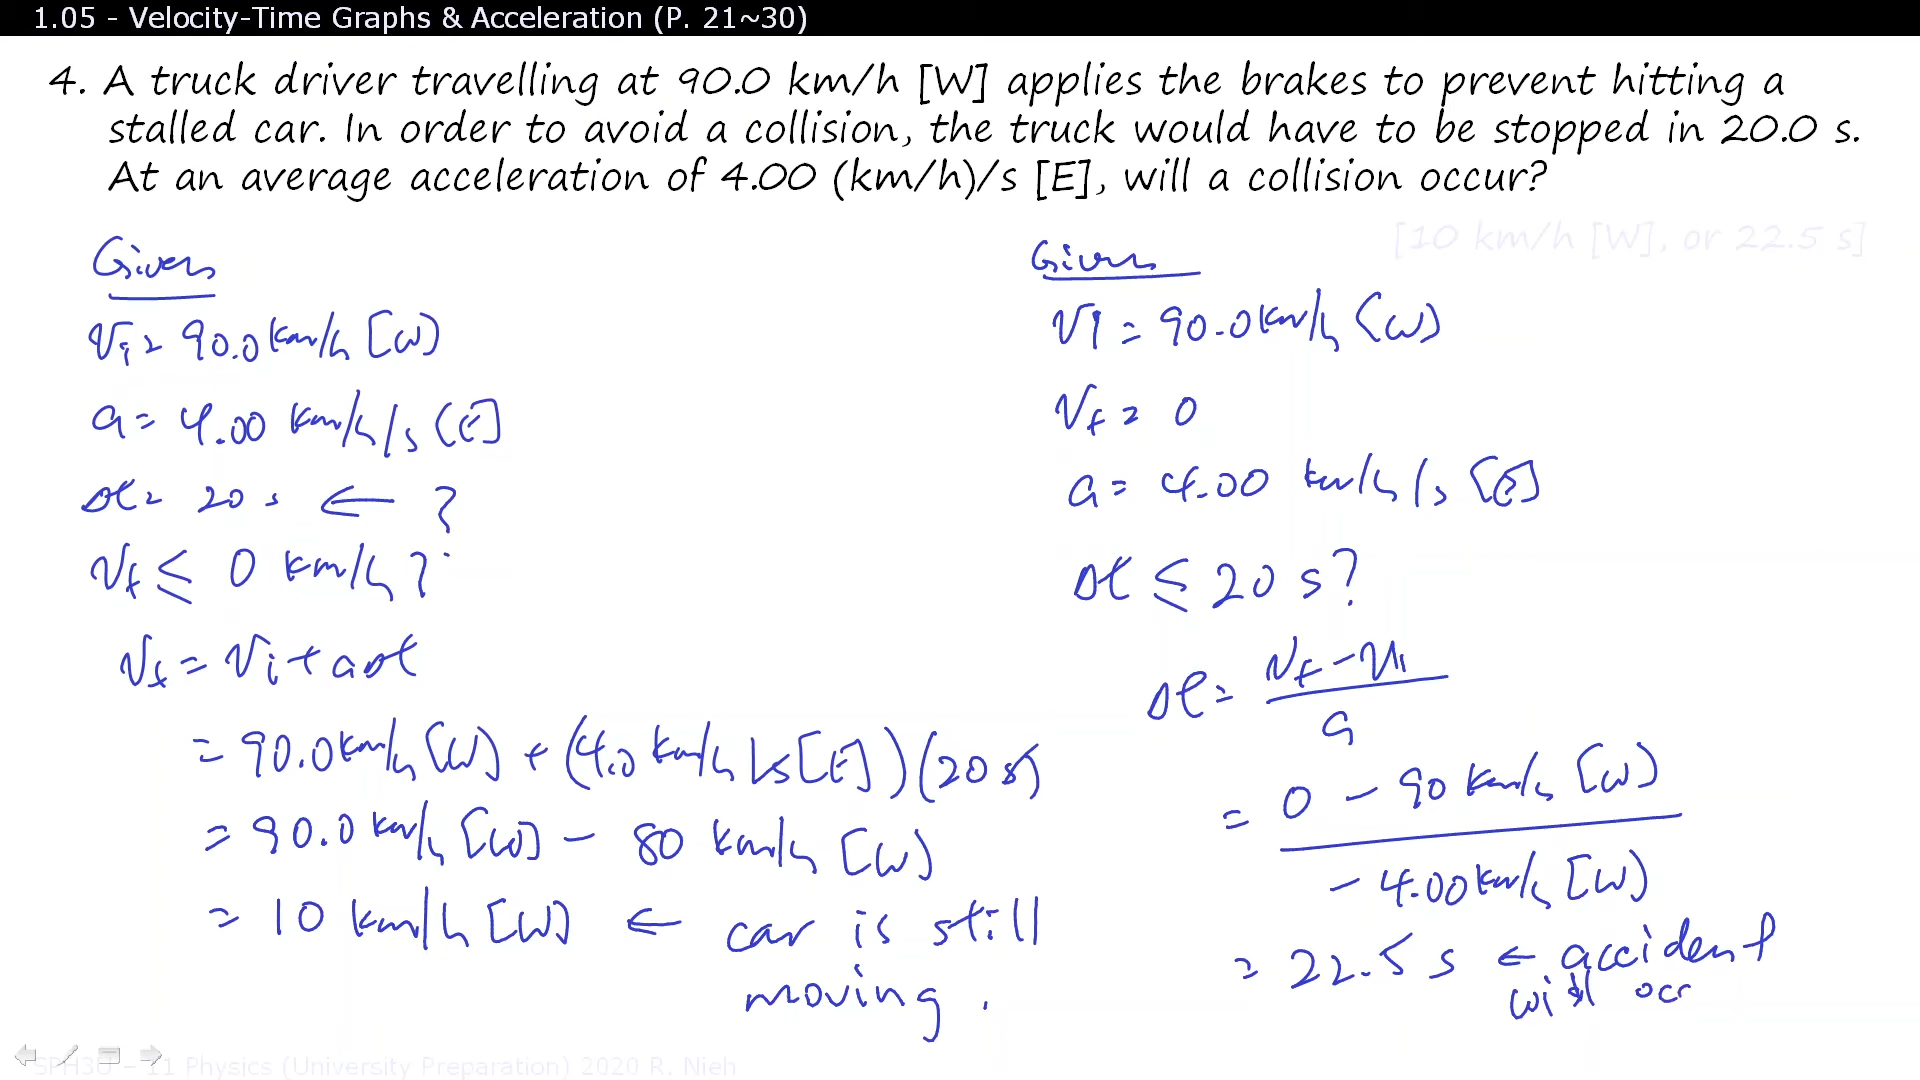 1.05 - Velocity-Time Graphs & Acceleration (P. 21~30)
4. A truck driver travelling at 90.0 km/h [W] applies the brakes to prevent hitting a
stalled car. In order to avoid a collision, the truck would have to be stopped in 20.0 s.
At an average acceleration of 4.00 (km/h)/s [E], will a collision occur?
[10 km/h [W], or 22.5 s]
Given
Vi = 90.0 km/h [W]
a = 4.00 km/h/s [E]
Δt = 20 s ← ?
Vf ≤ 0 km/h ?
Vf = Vi + aΔt
= 90.0 km/h [W] + (4.0 km/h/s [E])(20 s)
= 90.0 km/h [W] - 80 km/h [W]
= 10 km/h [W] ← car is still
moving.
Given
Vi = 90.0 km/h [W]
Vf = 0
a = 4.00 km/h/s [E]
Δt ≤ 20 s?
Δt = Vf - Vi
a
= 0 - 90 km/h [W]
- 4.00 km/h [W]
= 22.5 s ← accident
will occ
SPH3U – 11 Physics (University Preparation) 2020 R. Nieh